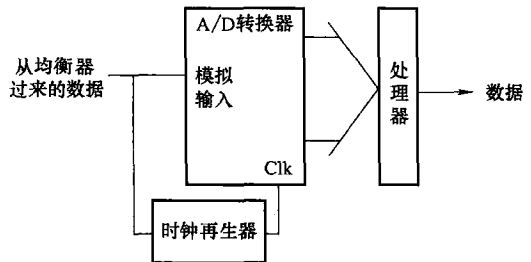 A/D转换器
从均衡器
过来的数据
模拟
输入
Clk
处
理
器
数据
时钟再生器